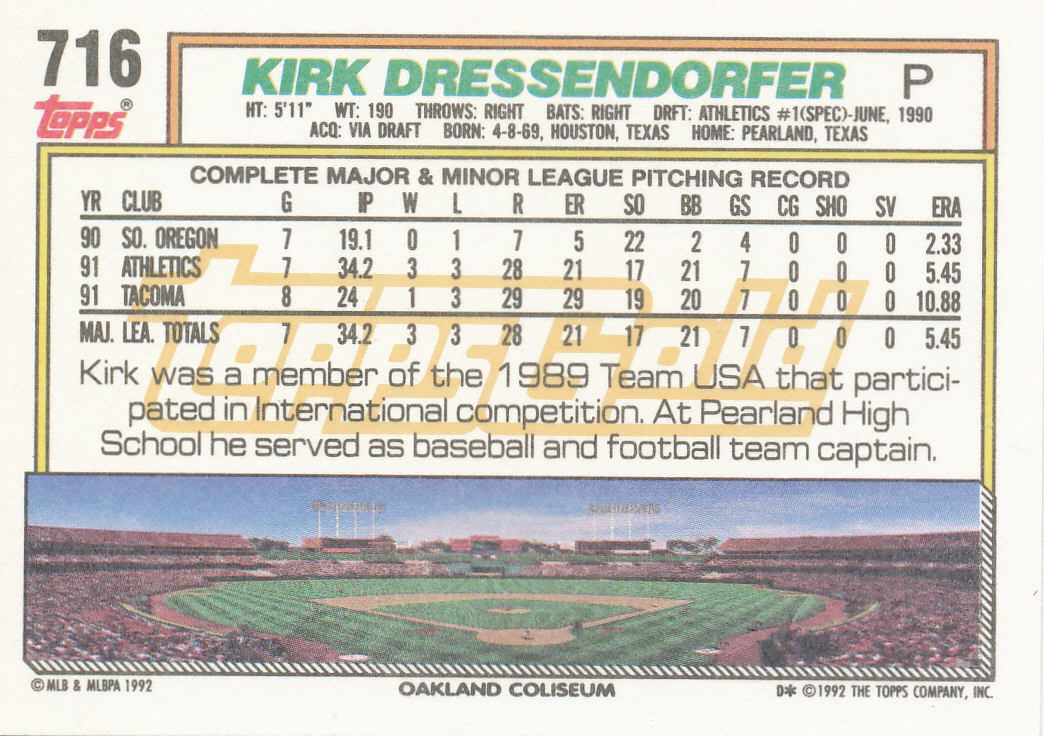 716
topps®
KIRK DRESSENDORFER P
HT: 5'11" WT: 190 THROWS: RIGHT BATS: RIGHT DRFT: ATHLETICS #1(SPEC)-JUNE, 1990
ACQ: VIA DRAFT BORN: 4-8-69, HOUSTON, TEXAS HOME: PEARLAND, TEXAS
COMPLETE MAJOR & MINOR LEAGUE PITCHING RECORD
YR CLUB G IP W L R ER SO BB GS CG SHO SV ERA
90 SO. OREGON 7 19.1 0 1 7 5 22 2 4 0 0 0 2.33
91 ATHLETICS 7 34.2 3 3 28 21 17 21 7 0 0 0 5.45
91 TACOMA 8 24 1 3 29 29 19 20 7 0 0 0 10.88
MAJ. LEA. TOTALS 7 34.2 3 3 28 21 17 21 7 0 0 0 5.45
toppsGold
Kirk was a member of the 1989 Team USA that partici-
pated in International competition. At Pearland High
School he served as baseball and football team captain.
© MLB & MLBPA 1992
OAKLAND COLISEUM
D* © 1992 THE TOPPS COMPANY, INC.